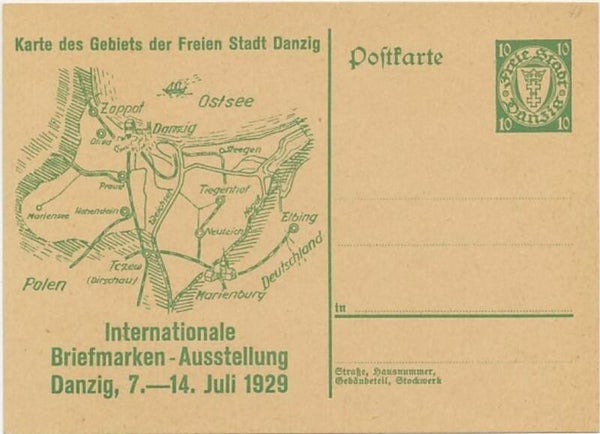 Karte des Gebiets der Freien Stadt Danzig
Ostsee
Zoppot
Danzig
Oliva
Steegen
Praust
Tiegenhof
Mariensee
Hohenstein
Neuteich
Elbing
Tczew
(Dirschau)
Polen
Marienburg
Deutschland
Internationale
Briefmarken-Ausstellung
Danzig, 7.—14. Juli 1929
Postkarte
10 10
Freie Stadt
Danzig
10 10
in
Straße, Hausnummer,
Gebäudeteil, Stockwerk